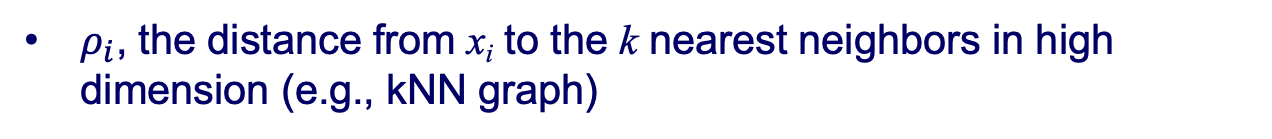 • ρᵢ, the distance from xᵢ to the k nearest neighbors in high
dimension (e.g., kNN graph)